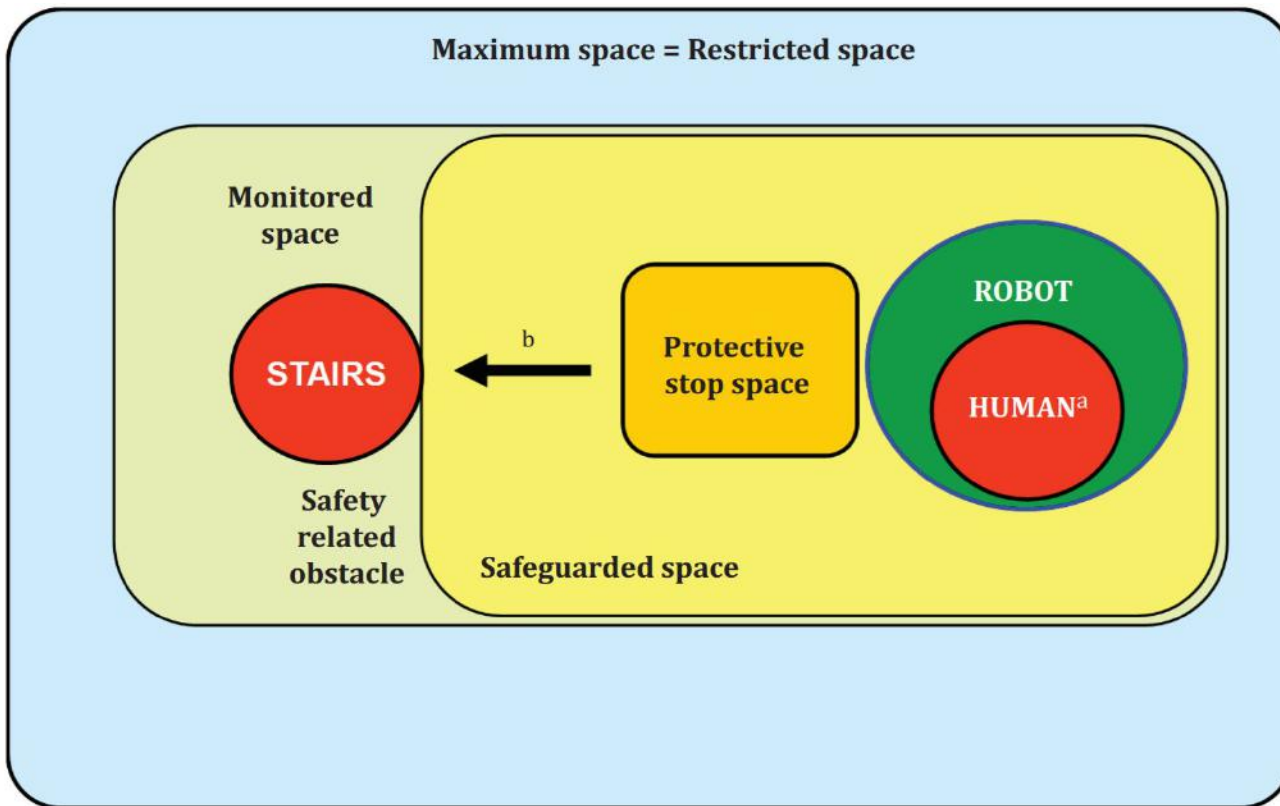 Maximum space = Restricted space
Monitored
space
STAIRS
Safety
related
obstacle
b
Protective
stop space
ROBOT
HUMANa
Safeguarded space